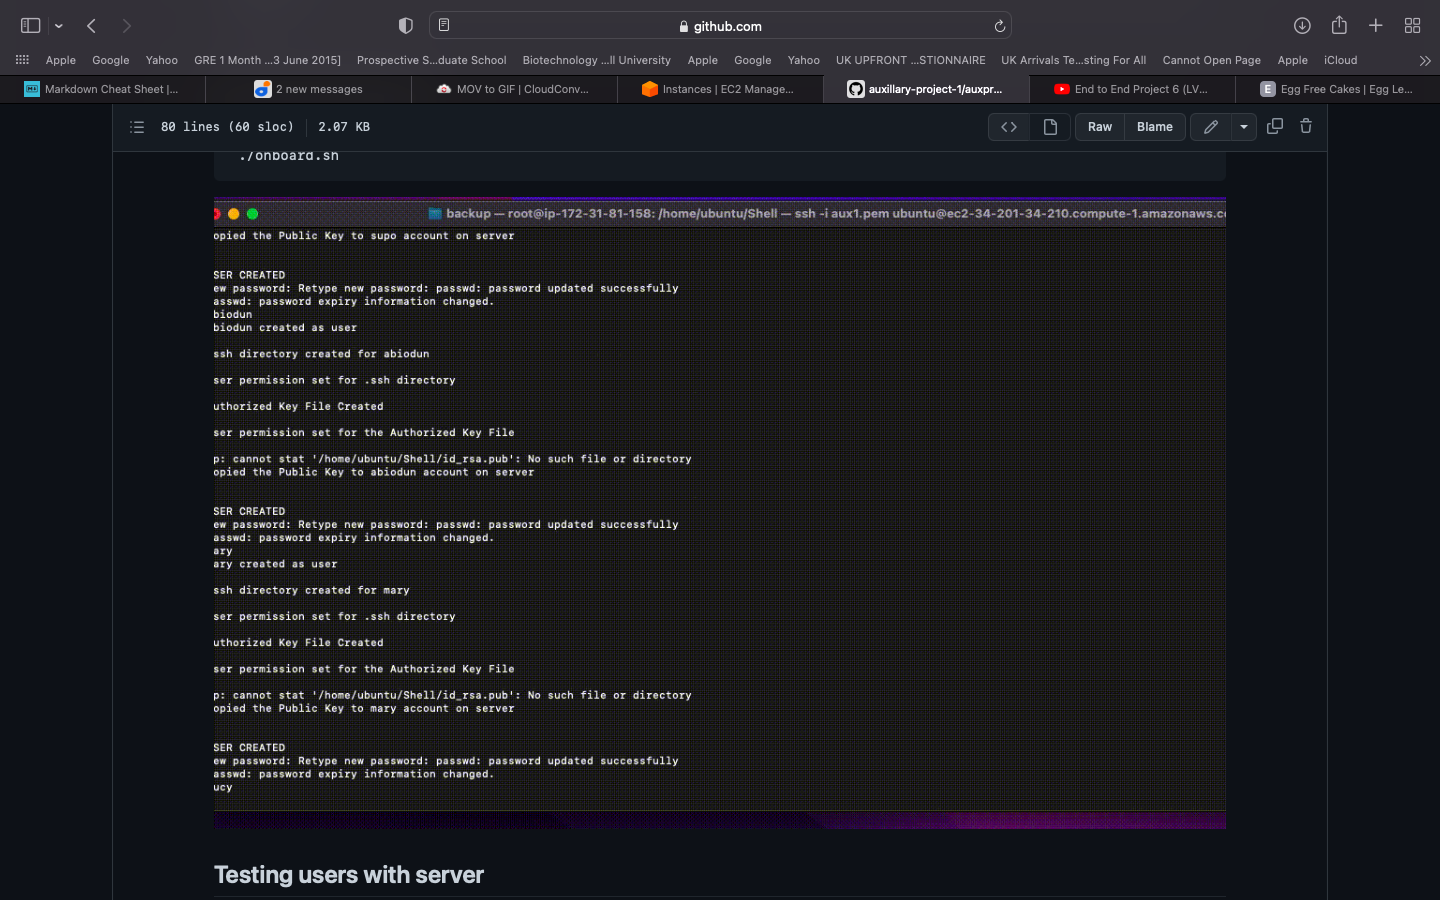 github.com
Apple Google Yahoo GRE 1 Month ...3 June 2015] Prospective S...duate School Biotechnology ...ll University Apple Google Yahoo UK UPFRONT ...STIONNAIRE UK Arrivals Te...sting For All Cannot Open Page Apple iCloud
Markdown Cheat Sheet |... 2 new messages MOV to GIF | CloudConv... Instances | EC2 Manage... auxillary-project-1/auxpr... End to End Project 6 (LV... E Egg Free Cakes | Egg Le...
80 lines (60 sloc) 2.07 KB Raw Blame
./onboard.sh
backup — root@ip-172-31-81-158: /home/ubuntu/Shell — ssh -i aux1.pem ubuntu@ec2-34-201-34-210.compute-1.amazonaws.co
opied the Public Key to supo account on server
SER CREATED
ew password: Retype new password: passwd: password updated successfully
asswd: password expiry information changed.
biodun
biodun created as user
ssh directory created for abiodun
ser permission set for .ssh directory
uthorized Key File Created
ser permission set for the Authorized Key File
p: cannot stat '/home/ubuntu/Shell/id_rsa.pub': No such file or directory
opied the Public Key to abiodun account on server
SER CREATED
ew password: Retype new password: passwd: password updated successfully
asswd: password expiry information changed.
ary
ary created as user
ssh directory created for mary
ser permission set for .ssh directory
uthorized Key File Created
ser permission set for the Authorized Key File
p: cannot stat '/home/ubuntu/Shell/id_rsa.pub': No such file or directory
opied the Public Key to mary account on server
SER CREATED
ew password: Retype new password: passwd: password updated successfully
asswd: password expiry information changed.
ucy
Testing users with server